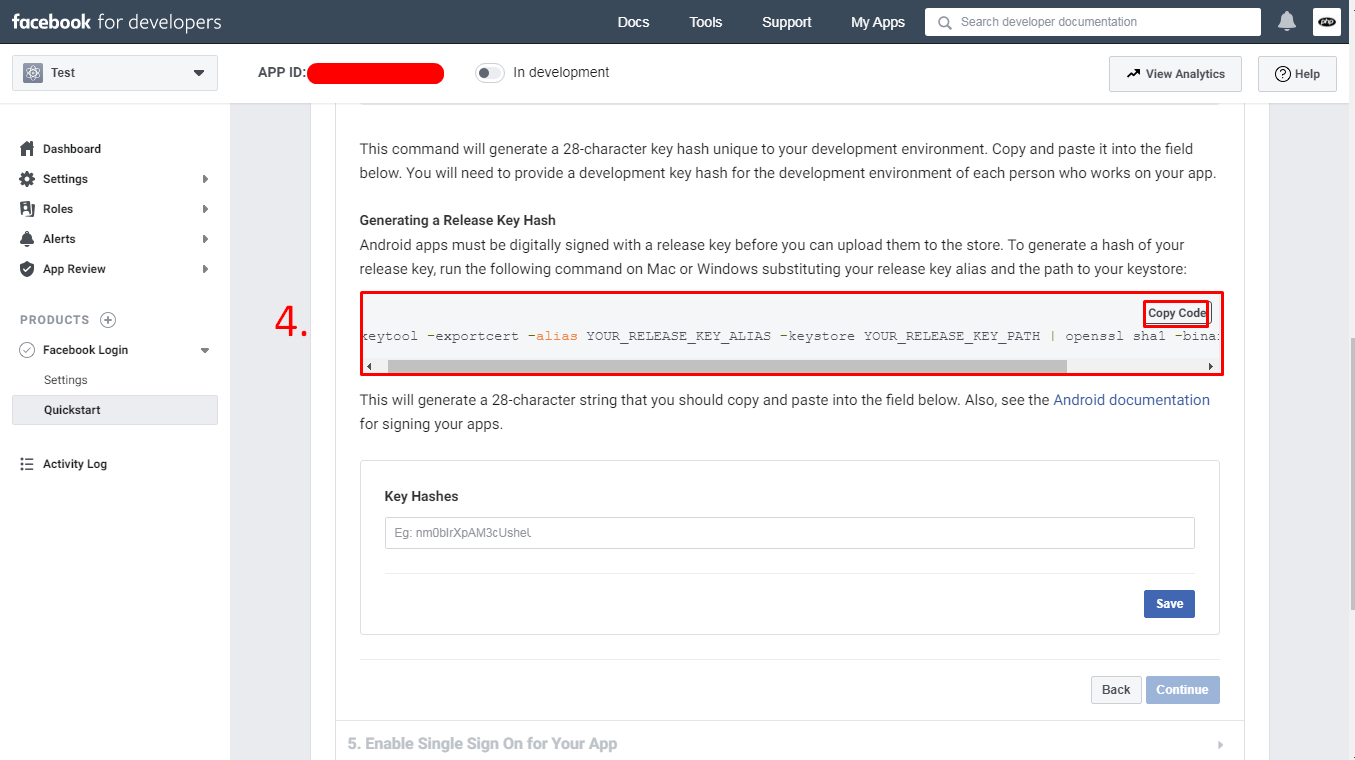 facebook for developers
Docs
Tools
Support
My Apps
Search developer documentation
php
Test
APP ID:
In development
View Analytics
Help
Dashboard
Settings
Roles
Alerts
App Review
PRODUCTS
Facebook Login
Settings
Quickstart
Activity Log
This command will generate a 28-character key hash unique to your development environment. Copy and paste it into the field
below. You will need to provide a development key hash for the development environment of each person who works on your app.
Generating a Release Key Hash
Android apps must be digitally signed with a release key before you can upload them to the store. To generate a hash of your
release key, run the following command on Mac or Windows substituting your release key alias and the path to your keystore:
4.
Copy Code
keytool -exportcert -alias YOUR_RELEASE_KEY_ALIAS -keystore YOUR_RELEASE_KEY_PATH | openssl sha1 -bina
This will generate a 28-character string that you should copy and paste into the field below. Also, see the Android documentation
for signing your apps.
Key Hashes
Eg: nm0bIrXpAM3cUshel
Save
Back
Continue
5. Enable Single Sign On for Your App